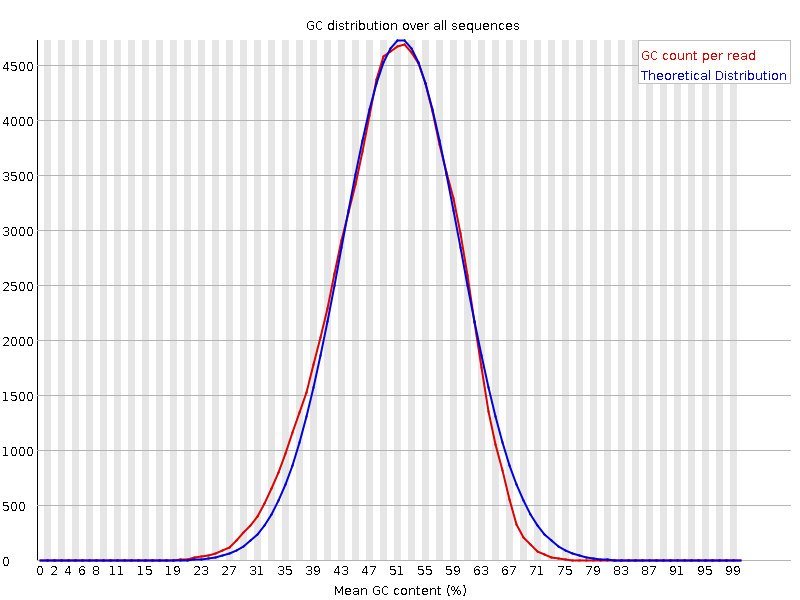 GC distribution over all sequences
GC count per read
Theoretical Distribution
4500
4000
3500
3000
2500
2000
1500
1000
500
0
0 2 4 6 8 11 15 19 23 27 31 35 39 43 47 51 55 59 63 67 71 75 79 83 87 91 95 99
Mean GC content (%)